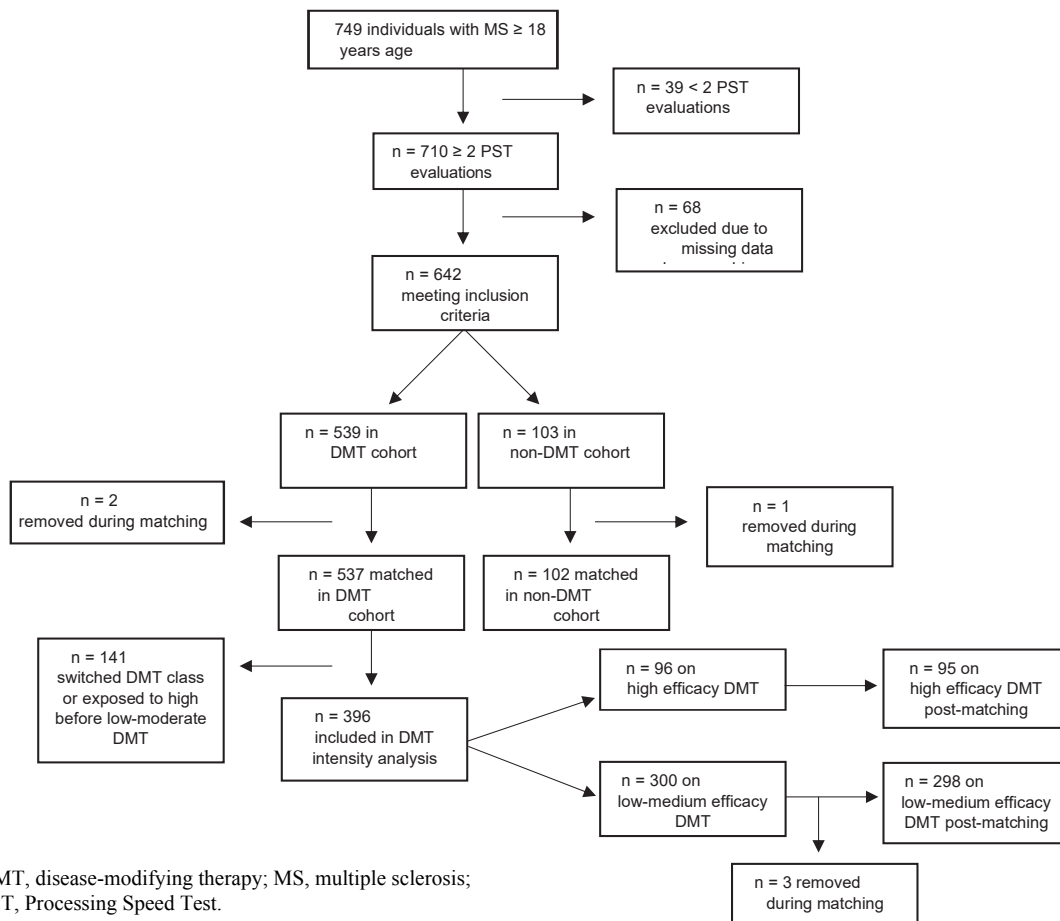 749 individuals with MS ≥ 18
years age
n = 39 < 2 PST
evaluations
n = 710 ≥ 2 PST
evaluations
n = 68
excluded due to
missing data
n = 642
meeting inclusion
criteria
n = 539 in
DMT cohort
n = 103 in
non-DMT cohort
n = 2
removed during matching
n = 1
removed during
matching
n = 537 matched
in DMT
cohort
n = 102 matched
in non-DMT
cohort
n = 141
switched DMT class
or exposed to high
before low-moderate
DMT
n = 396
included in DMT
intensity analysis
n = 96 on
high efficacy DMT
n = 95 on
high efficacy DMT
post-matching
n = 300 on
low-medium efficacy
DMT
n = 298 on
low-medium efficacy
DMT post-matching
n = 3 removed
during matching
MT, disease-modifying therapy; MS, multiple sclerosis;
T, Processing Speed Test.